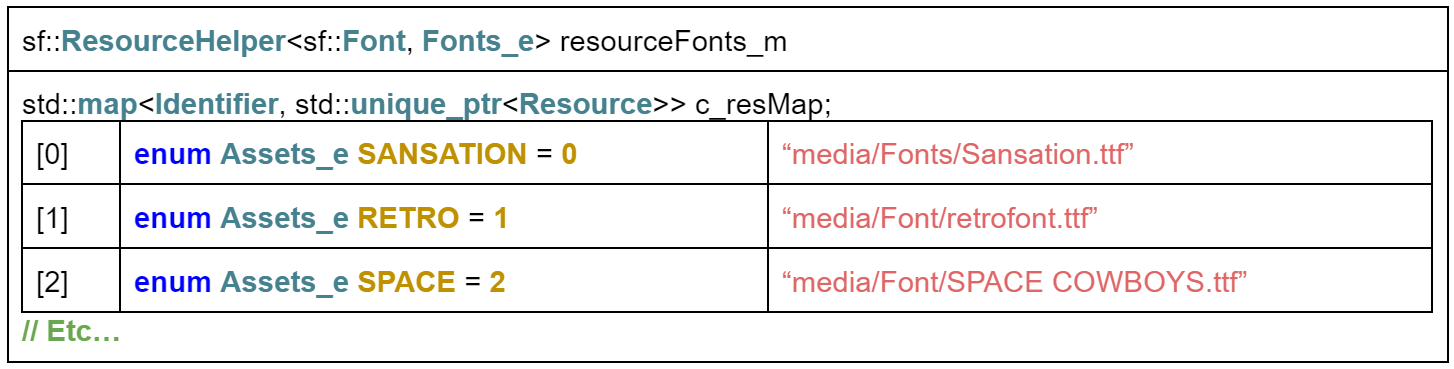 sf::ResourceHelper<sf::Font, Fonts_e> resourceFonts_m
std::map<Identifier, std::unique_ptr<Resource>> c_resMap;
[0] enum Assets_e SANSATION = 0 “media/Fonts/Sansation.ttf”
[1] enum Assets_e RETRO = 1 “media/Font/retrofont.ttf”
[2] enum Assets_e SPACE = 2 “media/Font/SPACE COWBOYS.ttf”
// Etc…